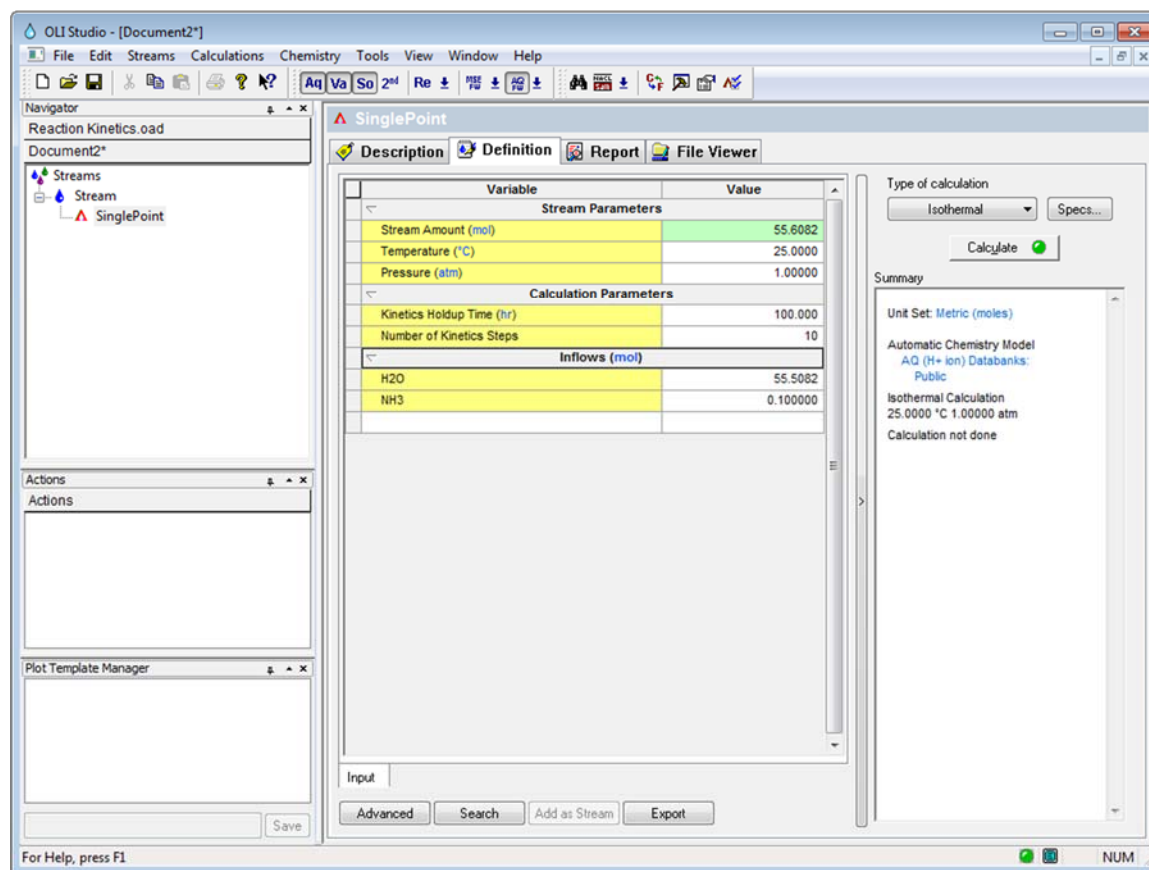 OLI Studio - [Document2*]
File Edit Streams Calculations Chemistry Tools View Window Help
Aq Va So 2nd Re MSE FW AQ FW
Navigator
Reaction Kinetics.oad
Document2*
Streams
Stream
SinglePoint
Actions
Actions
Plot Template Manager
Save
SinglePoint
Description Definition Report File Viewer
Variable Value
Stream Parameters
Stream Amount (mol) 55.6082
Temperature (°C) 25.0000
Pressure (atm) 1.00000
Calculation Parameters
Kinetics Holdup Time (hr) 100.000
Number of Kinetics Steps 10
Inflows (mol)
H2O 55.5082
NH3 0.100000
Input
Advanced Search Add as Stream Export
Type of calculation
Isothermal Specs...
Calculate
Summary
Unit Set: Metric (moles)
Automatic Chemistry Model
AQ (H+ ion) Databanks:
Public
Isothermal Calculation
25.0000 °C 1.00000 atm
Calculation not done
For Help, press F1 NUM